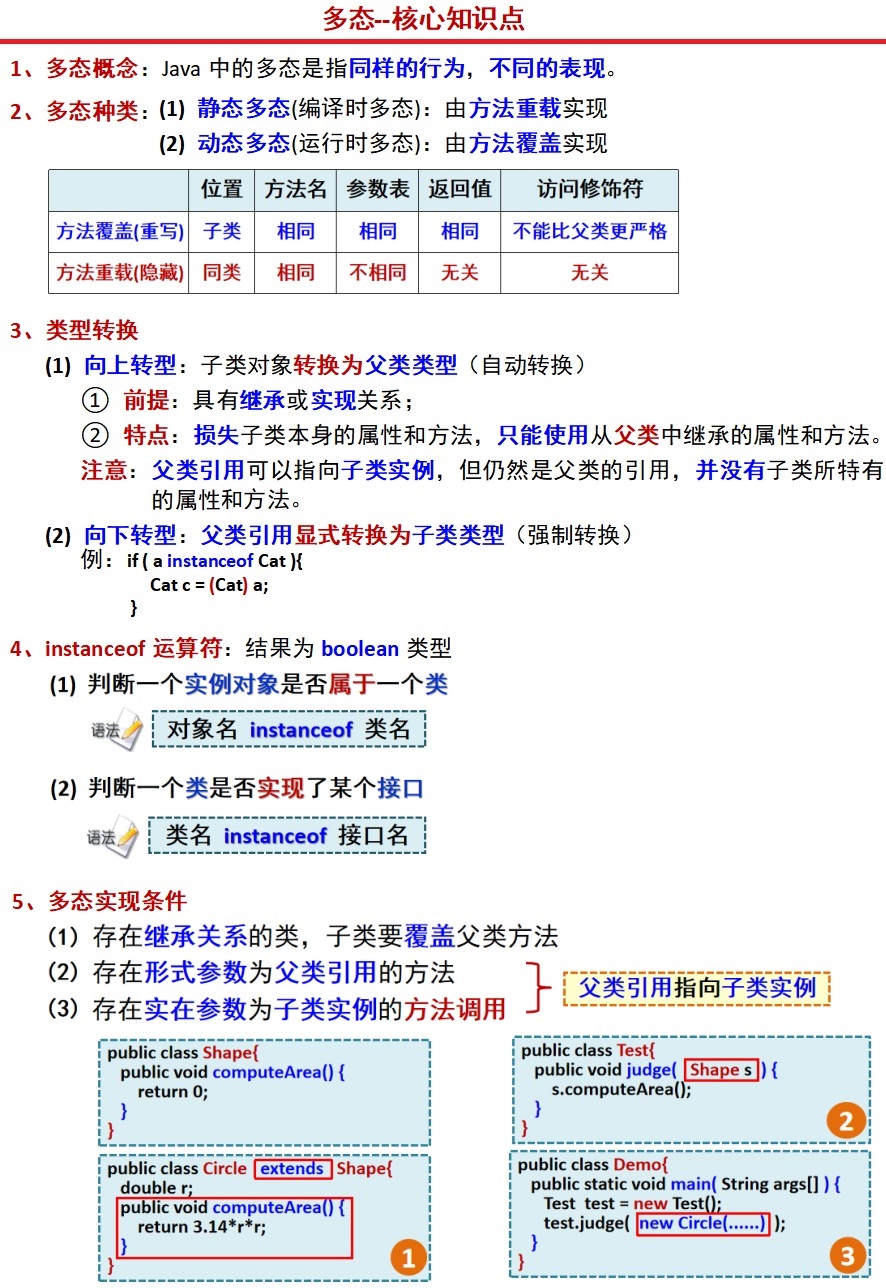 多态--核心知识点
1、多态概念：Java 中的多态是指同样的行为，不同的表现。
2、多态种类：(1) 静态多态(编译时多态)：由方法重载实现
(2) 动态多态(运行时多态)：由方法覆盖实现
位置 方法名 参数表 返回值 访问修饰符
方法覆盖(重写) 子类 相同 相同 相同 不能比父类更严格
方法重载(隐藏) 同类 相同 不相同 无关 无关
3、类型转换
(1) 向上转型：子类对象转换为父类类型（自动转换）
① 前提：具有继承或实现关系；
② 特点：损失子类本身的属性和方法，只能使用从父类中继承的属性和方法。
注意：父类引用可以指向子类实例，但仍然是父类的引用，并没有子类所特有
的属性和方法。
(2) 向下转型：父类引用显式转换为子类类型（强制转换）
例：if ( a instanceof Cat ){
Cat c = (Cat) a;
}
4、instanceof 运算符：结果为 boolean 类型
(1) 判断一个实例对象是否属于一个类
语法 对象名 instanceof 类名
(2) 判断一个类是否实现了某个接口
语法 类名 instanceof 接口名
5、多态实现条件
（1）存在继承关系的类，子类要覆盖父类方法
（2）存在形式参数为父类引用的方法
（3）存在实在参数为子类实例的方法调用
父类引用指向子类实例
public class Shape{
public void computeArea() {
return 0;
}
}
public class Circle extends Shape{
double r;
public void computeArea() {
return 3.14*r*r;
}
}
1
public class Test{
public void judge( Shape s ) {
s.computeArea();
}
}
2
public class Demo{
public static void main( String args[] ) {
Test test = new Test();
test.judge( new Circle(……) );
}
}
3